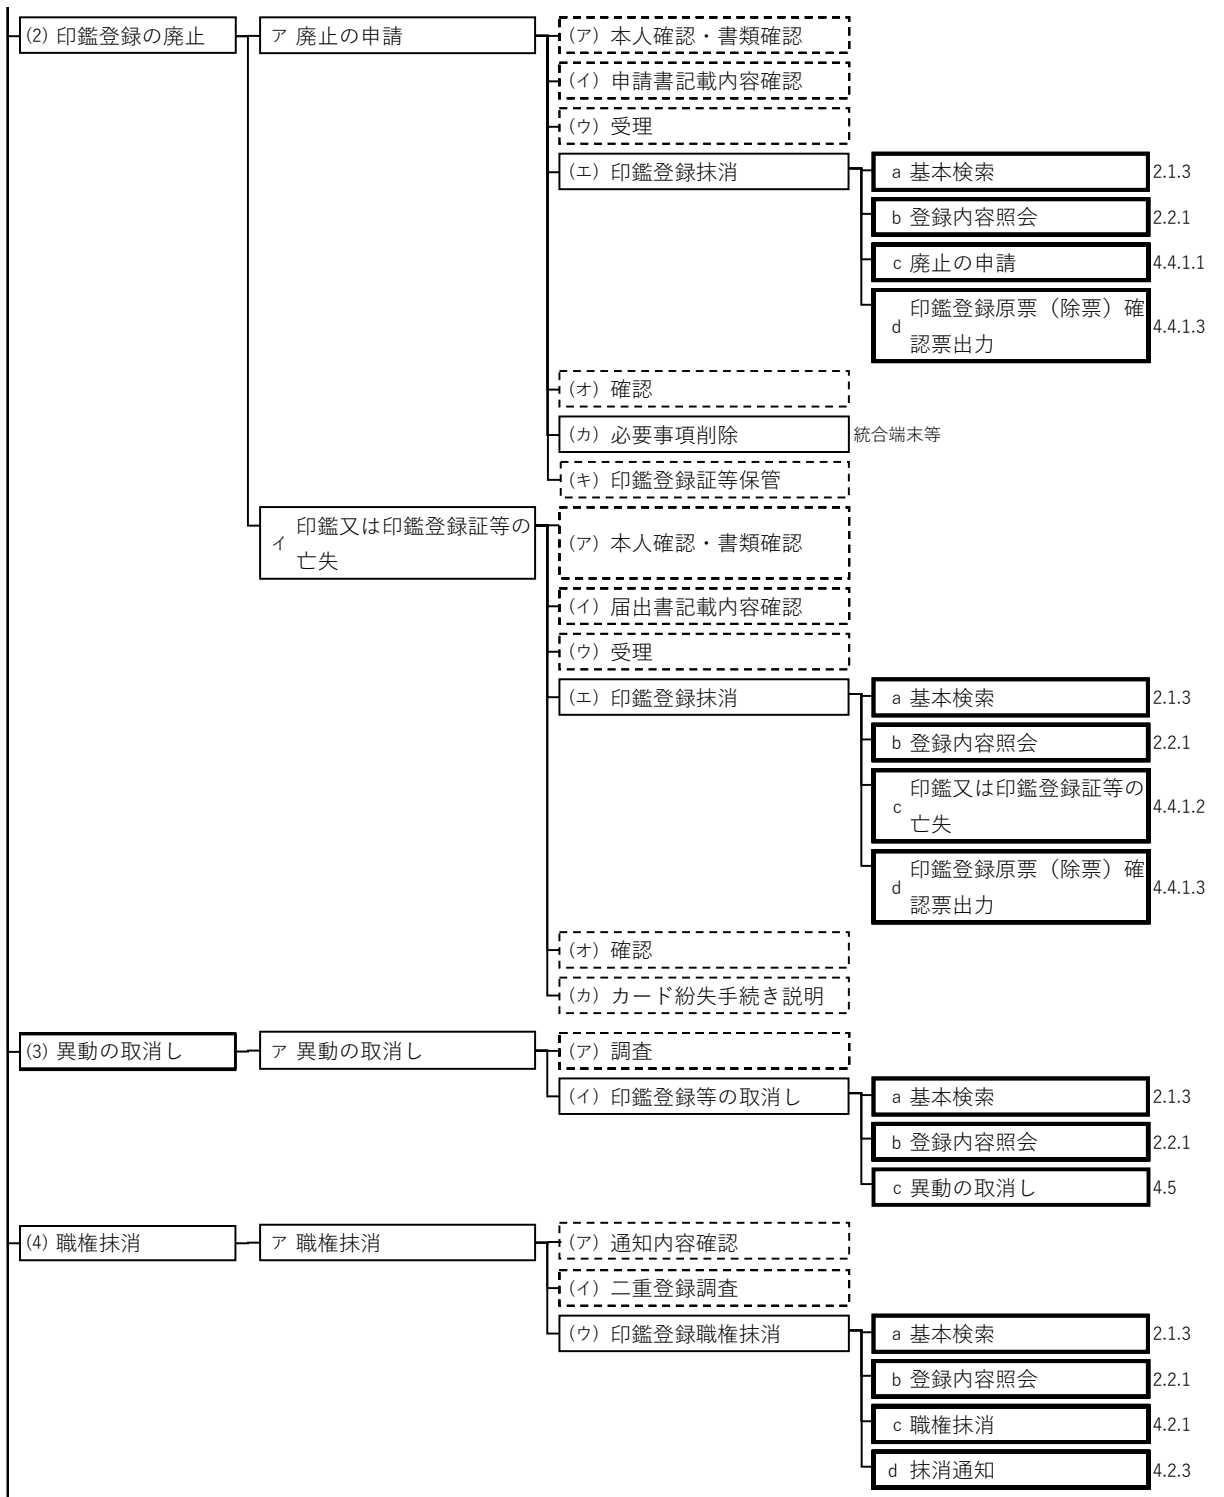 (2) 印鑑登録の廃止
ア 廃止の申請
(ア) 本人確認・書類確認
(イ) 申請書記載内容確認
(ウ) 受理
(エ) 印鑑登録抹消
a 基本検索
2.1.3
b 登録内容照会
2.2.1
c 廃止の申請
4.4.1.1
d 印鑑登録原票（除票）確
認票出力
4.4.1.3
(オ) 確認
(カ) 必要事項削除
統合端末等
(キ) 印鑑登録証等保管
イ 印鑑又は印鑑登録証等の
亡失
(ア) 本人確認・書類確認
(イ) 届出書記載内容確認
(ウ) 受理
(エ) 印鑑登録抹消
a 基本検索
2.1.3
b 登録内容照会
2.2.1
c 印鑑又は印鑑登録証等の
亡失
4.4.1.2
d 印鑑登録原票（除票）確
認票出力
4.4.1.3
(オ) 確認
(カ) カード紛失手続き説明
(3) 異動の取消し
ア 異動の取消し
(ア) 調査
(イ) 印鑑登録等の取消し
a 基本検索
2.1.3
b 登録内容照会
2.2.1
c 異動の取消し
4.5
(4) 職権抹消
ア 職権抹消
(ア) 通知内容確認
(イ) 二重登録調査
(ウ) 印鑑登録職権抹消
a 基本検索
2.1.3
b 登録内容照会
2.2.1
c 職権抹消
4.2.1
d 抹消通知
4.2.3